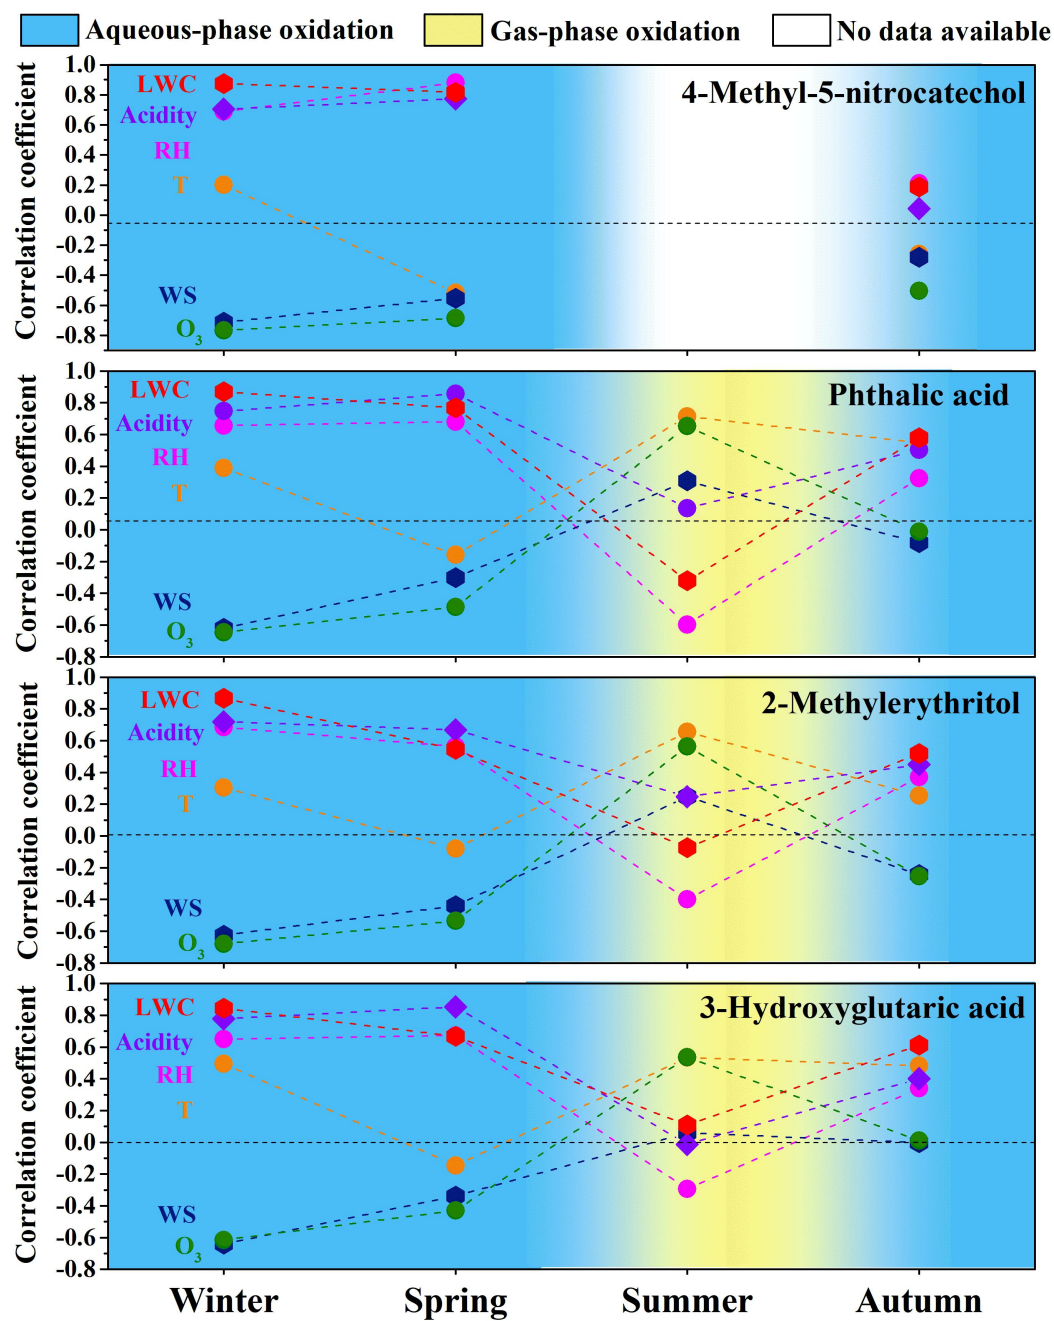 Aqueous-phase oxidation Gas-phase oxidation No data available
4-Methyl-5-nitrocatechol
Correlation coefficient
1.0
0.8
0.6
0.4
0.2
0.0
-0.2
-0.4
-0.6
-0.8
LWC
Acidity
RH
T
WS
O3
Phthalic acid
Correlation coefficient
1.0
0.8
0.6
0.4
0.2
0.0
-0.2
-0.4
-0.6
-0.8
LWC
Acidity
RH
T
WS
O3
2-Methylerythritol
Correlation coefficient
1.0
0.8
0.6
0.4
0.2
0.0
-0.2
-0.4
-0.6
-0.8
LWC
Acidity
RH
T
WS
O3
3-Hydroxyglutaric acid
Correlation coefficient
1.0
0.8
0.6
0.4
0.2
0.0
-0.2
-0.4
-0.6
-0.8
LWC
Acidity
RH
T
WS
O3
Winter Spring Summer Autumn